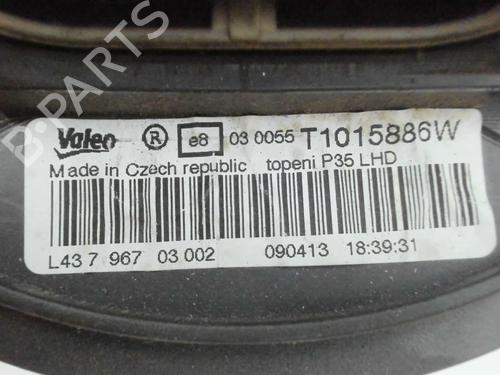 Valeo ® e8 03 0055 T1015886W
Made in Czech republic topeni P35 LHD
L43 7 967 03 002 090413 18:39:31
B-PARTS